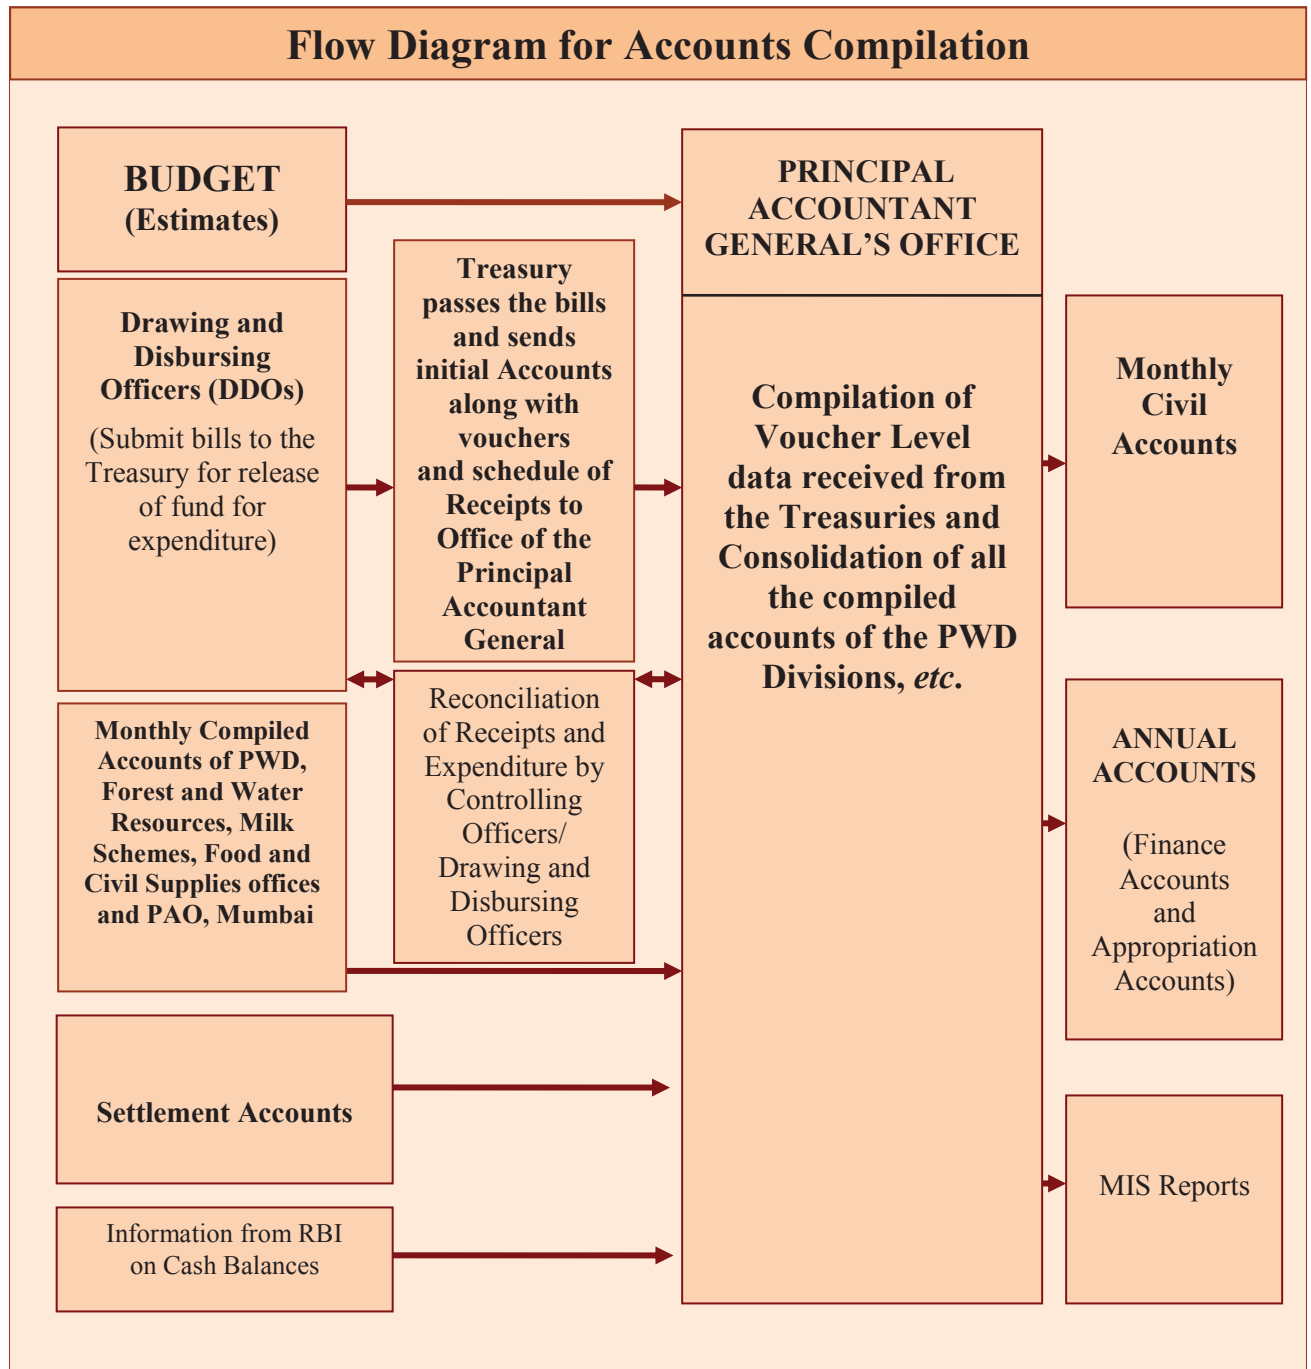 Flow Diagram for Accounts Compilation
BUDGET
(Estimates)
Drawing and
Disbursing
Officers (DDOs)
(Submit bills to the
Treasury for release
of fund for
expenditure)
Treasury
passes the bills
and sends
initial Accounts
along with
vouchers
and schedule of
Receipts to
Office of the
Principal
Accountant
General
Monthly Compiled
Accounts of PWD,
Forest and Water
Resources, Milk
Schemes, Food and
Civil Supplies offices
and PAO, Mumbai
Reconciliation
of Receipts and
Expenditure by
Controlling
Officers/
Drawing and
Disbursing
Officers
Settlement Accounts
Information from RBI
on Cash Balances
PRINCIPAL
ACCOUNTANT
GENERAL’S OFFICE
Compilation of
Voucher Level
data received from
the Treasuries and
Consolidation of all
the compiled
accounts of the PWD
Divisions, etc.
Monthly
Civil
Accounts
ANNUAL
ACCOUNTS
(Finance
Accounts
and
Appropriation
Accounts)
MIS Reports